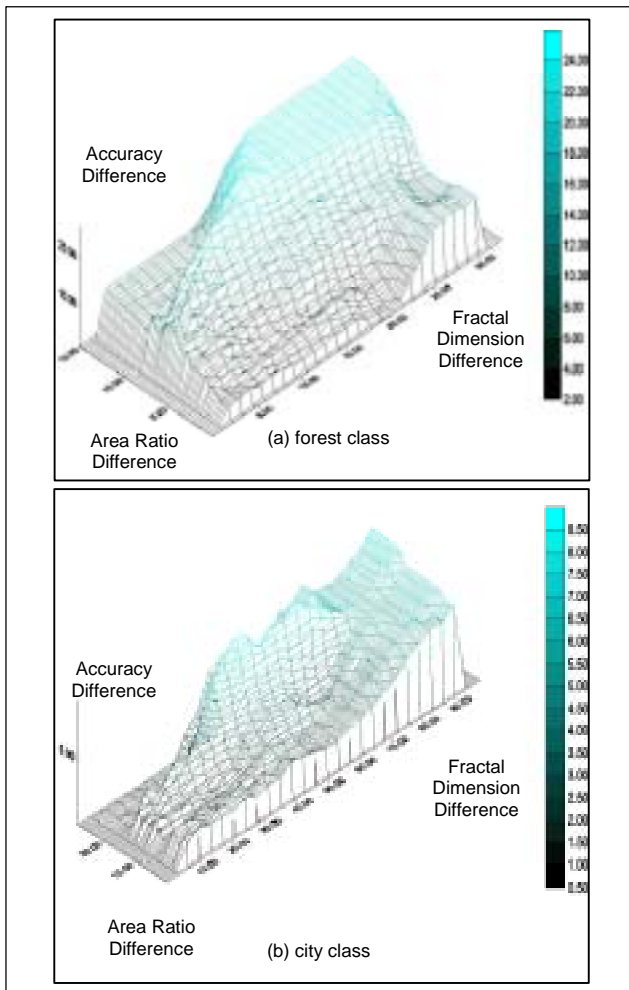 Accuracy
Difference
Fractal
Dimension
Difference
Area Ratio
Difference
(a) forest class
24.00
22.00
20.00
18.00
16.00
14.00
12.00
10.00
8.00
6.00
4.00
2.00
Accuracy
Difference
Fractal
Dimension
Difference
Area Ratio
Difference
(b) city class
8.50
8.00
7.50
7.00
6.50
6.00
5.50
5.00
4.50
4.00
3.50
3.00
2.50
2.00
1.50
1.00
0.50